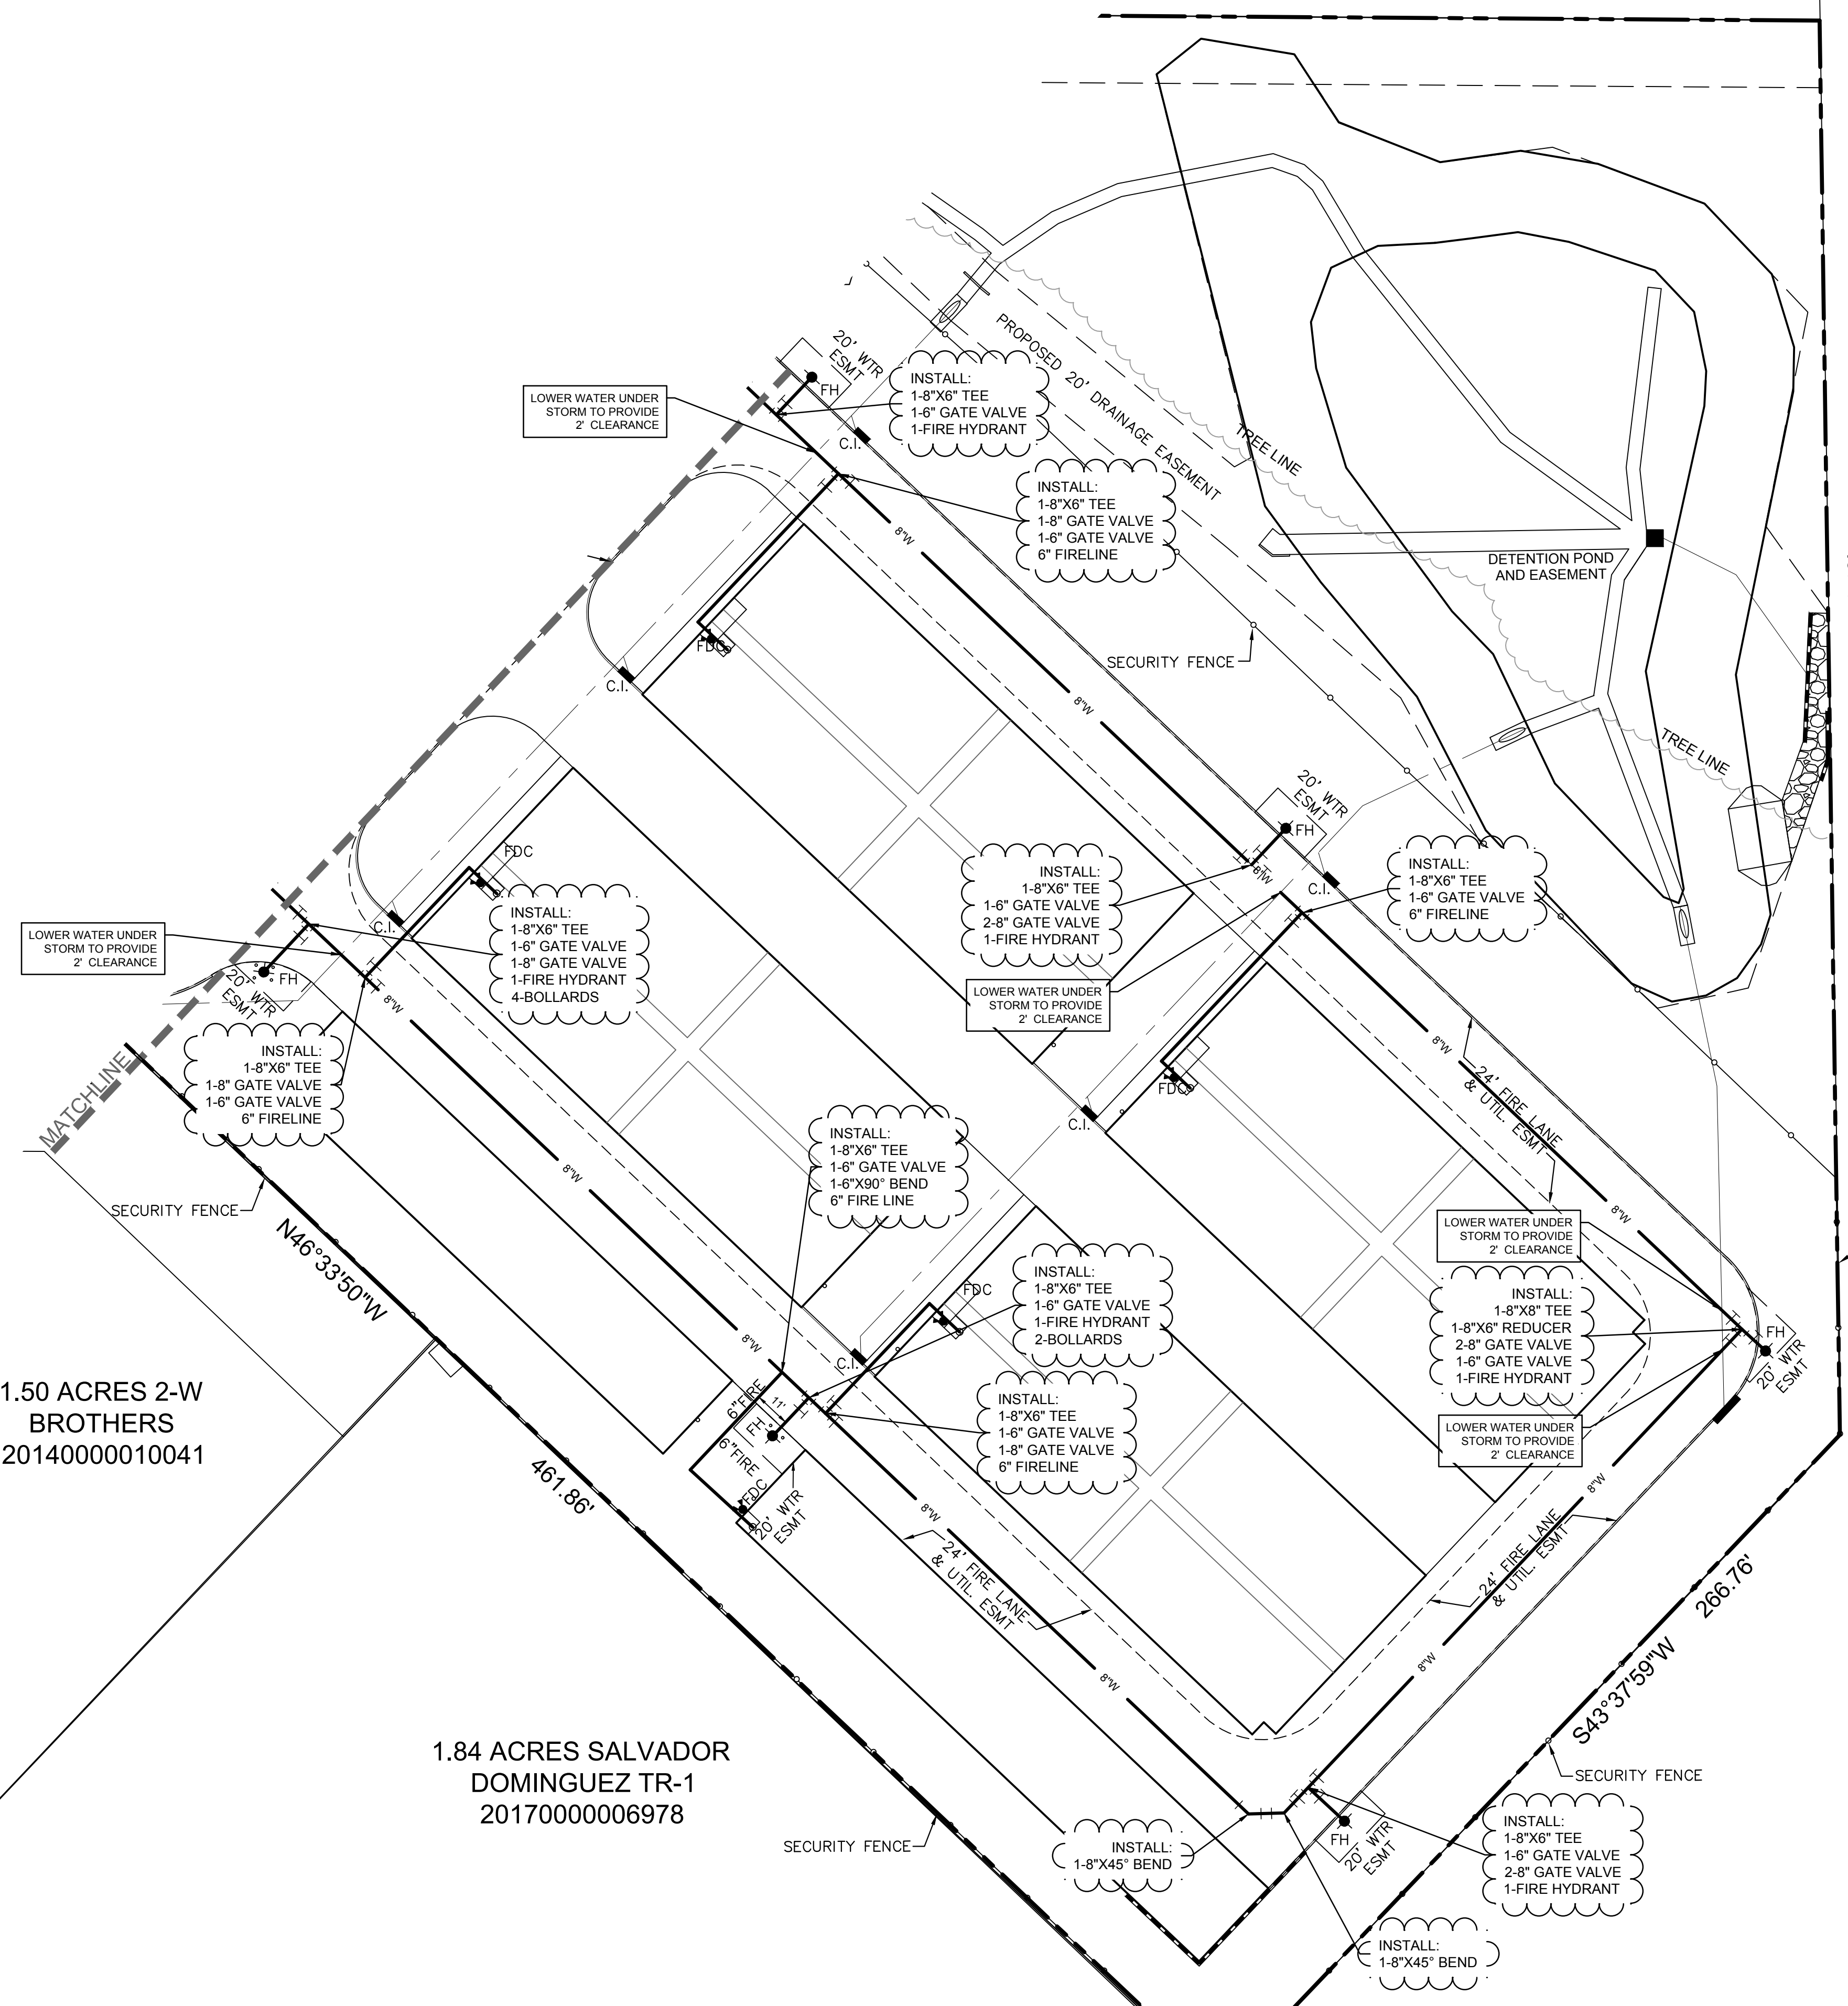 20' WTR
ESMT
FH
INSTALL:
1-8"X6" TEE
1-6" GATE VALVE
1-FIRE HYDRANT
LOWER WATER UNDER
STORM TO PROVIDE
2' CLEARANCE
C.I.
PROPOSED 20' DRAINAGE EASEMENT
TREE LINE
INSTALL:
1-8"X6" TEE
1-8" GATE VALVE
1-6" GATE VALVE
6" FIRELINE
8"W
DETENTION POND
AND EASEMENT
FDC
SECURITY FENCE
C.I.
8"W
TREE LINE
20' WTR
ESMT
FH
FDC
INSTALL:
1-8"X6" TEE
1-6" GATE VALVE
2-8" GATE VALVE
1-FIRE HYDRANT
8"W
C.I.
INSTALL:
1-8"X6" TEE
1-6" GATE VALVE
6" FIRELINE
LOWER WATER UNDER
STORM TO PROVIDE
2' CLEARANCE
C.I.
INSTALL:
1-8"X6" TEE
1-6" GATE VALVE
1-8" GATE VALVE
1-FIRE HYDRANT
4-BOLLARDS
FH
20' WTR
ESMT
8"W
LOWER WATER UNDER
STORM TO PROVIDE
2' CLEARANCE
8"W
INSTALL:
1-8"X6" TEE
1-8" GATE VALVE
1-6" GATE VALVE
6" FIRELINE
MATCHLINE
FDC
C.I.
24' FIRE LANE
& UTIL. ESMT
INSTALL:
1-8"X6" TEE
1-6" GATE VALVE
1-6"X90° BEND
6" FIRE LINE
8"W
SECURITY FENCE
N46°33'50"W
8"W
LOWER WATER UNDER
STORM TO PROVIDE
2' CLEARANCE
INSTALL:
1-8"X6" TEE
1-6" GATE VALVE
1-FIRE HYDRANT
2-BOLLARDS
FDC
INSTALL:
1-8"X8" TEE
1-8"X6" REDUCER
2-8" GATE VALVE
1-6" GATE VALVE
1-FIRE HYDRANT
FH
20' WTR
ESMT
8"W
C.I.
1.50 ACRES 2-W
BROTHERS
20140000010041
6"FIRE
11'
FH
6"FIRE
FDC
20' WTR
ESMT
INSTALL:
1-8"X6" TEE
1-6" GATE VALVE
1-8" GATE VALVE
6" FIRELINE
LOWER WATER UNDER
STORM TO PROVIDE
2' CLEARANCE
8"W
461.86'
8"W
24' FIRE LANE
& UTIL. ESMT
24' FIRE LANE
& UTIL. ESMT
266.76'
S43°37'59"W
8"W
8"W
1.84 ACRES SALVADOR
DOMINGUEZ TR-1
20170000006978
SECURITY FENCE
SECURITY FENCE
INSTALL:
1-8"X45° BEND
FH
20' WTR
ESMT
INSTALL:
1-8"X6" TEE
1-6" GATE VALVE
2-8" GATE VALVE
1-FIRE HYDRANT
INSTALL:
1-8"X45° BEND